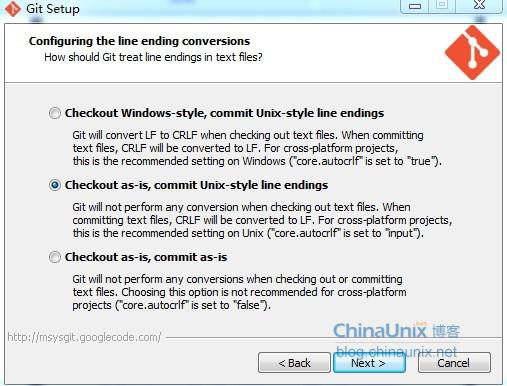 Git Setup
Configuring the line ending conversions
How should Git treat line endings in text files?
Checkout Windows-style, commit Unix-style line endings
Git will convert LF to CRLF when checking out text files. When committing
text files, CRLF will be converted to LF. For cross-platform projects,
this is the recommended setting on Windows ("core.autocrlf" is set to "true").
Checkout as-is, commit Unix-style line endings
Git will not perform any conversion when checking out text files. When
committing text files, CRLF will be converted to LF. For cross-platform projects,
this is the recommended setting on Unix ("core.autocrlf" is set to "input").
Checkout as-is, commit as-is
Git will not perform any conversions when checking out or committing
text files. Choosing this option is not recommended for cross-platform
projects ("core.autocrlf" is set to "false").
http://msysgit.googlecode.com/
ChinaUnix.net 博客
blog.chinaunix.net
< Back
Next >
Cancel